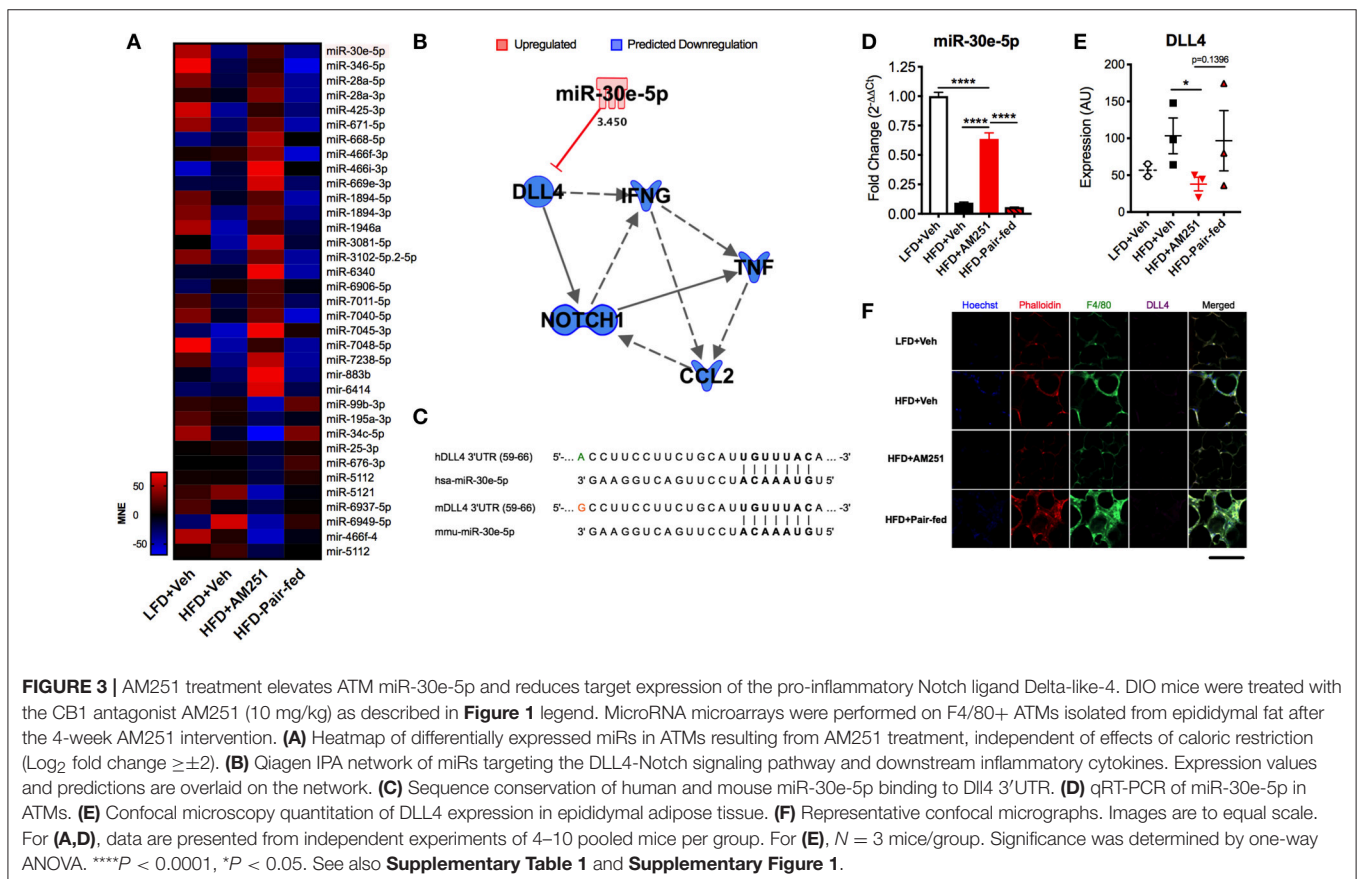 A
miR-30e-5p
miR-346-5p
miR-28a-5p
miR-28a-3p
miR-425-3p
miR-671-5p
miR-668-5p
miR-466f-3p
miR-466i-3p
miR-669e-3p
miR-1894-5p
miR-1894-3p
miR-1946a
miR-3081-5p
miR-3102-5p.2-5p
miR-6340
miR-6906-5p
miR-7011-5p
miR-7040-5p
miR-7045-3p
miR-7048-5p
miR-7238-5p
mir-883b
mir-6414
miR-99b-3p
miR-195a-3p
miR-34c-5p
miR-25-3p
miR-676-3p
miR-5112
miR-5121
miR-6937-5p
miR-6949-5p
mir-466f-4
mir-5112
MNE
50
0
-50
LFD+Veh
HFD+Veh
HFD+AM251
HFD-Pair-fed
B
Upregulated
Predicted Downregulation
miR-30e-5p
3.450
DLL4
IFNG
TNF
NOTCH1
CCL2
C
hDLL4 3'UTR (59-66) 5'-... A C C U U C C U U C U G C A U U G U U U A C A ... -3'
hsa-miR-30e-5p 3' G A A G G U C A G U U C C U A C A A A U G U 5'
mDLL4 3'UTR (59-66) 5'-... G C C U U C C U U C U G C A U U G U U U A C A ... -3'
mmu-miR-30e-5p 3' G A A G G U C A G U U C C U A C A A A U G U 5'
D
miR-30e-5p
Fold Change (2-ΔΔCt)
1.25
1.00
0.75
0.50
0.25
0.00
****
**** ****
LFD+Veh
HFD+Veh
HFD+AM251
HFD-Pair-fed
E
DLL4
Expression (AU)
200
150
100
50
0
p=0.1396
*
LFD+Veh
HFD+Veh
HFD+AM251
HFD-Pair-fed
F
Hoechst Phalloidin F4/80 DLL4 Merged
LFD+Veh
HFD+Veh
HFD+AM251
HFD+Pair-fed
FIGURE 3 | AM251 treatment elevates ATM miR-30e-5p and reduces target expression of the pro-inflammatory Notch ligand Delta-like-4. DIO mice were treated with
the CB1 antagonist AM251 (10 mg/kg) as described in Figure 1 legend. MicroRNA microarrays were performed on F4/80+ ATMs isolated from epididymal fat after
the 4-week AM251 intervention. (A) Heatmap of differentially expressed miRs in ATMs resulting from AM251 treatment, independent of effects of caloric restriction
(Log2 fold change ≥±2). (B) Qiagen IPA network of miRs targeting the DLL4-Notch signaling pathway and downstream inflammatory cytokines. Expression values
and predictions are overlaid on the network. (C) Sequence conservation of human and mouse miR-30e-5p binding to Dll4 3′UTR. (D) qRT-PCR of miR-30e-5p in
ATMs. (E) Confocal microscopy quantitation of DLL4 expression in epididymal adipose tissue. (F) Representative confocal micrographs. Images are to equal scale.
For (A,D), data are presented from independent experiments of 4–10 pooled mice per group. For (E), N = 3 mice/group. Significance was determined by one-way
ANOVA. ****P < 0.0001, *P < 0.05. See also Supplementary Table 1 and Supplementary Figure 1.